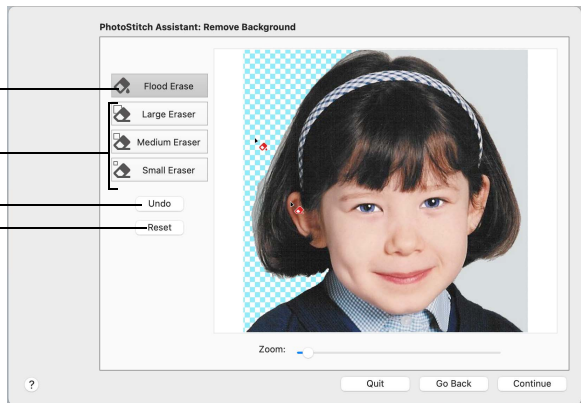 PhotoStitch Assistant: Remove Background
Flood Erase
Large Eraser
Medium Eraser
Small Eraser
Undo
Reset
Zoom:
?
Quit
Go Back
Continue